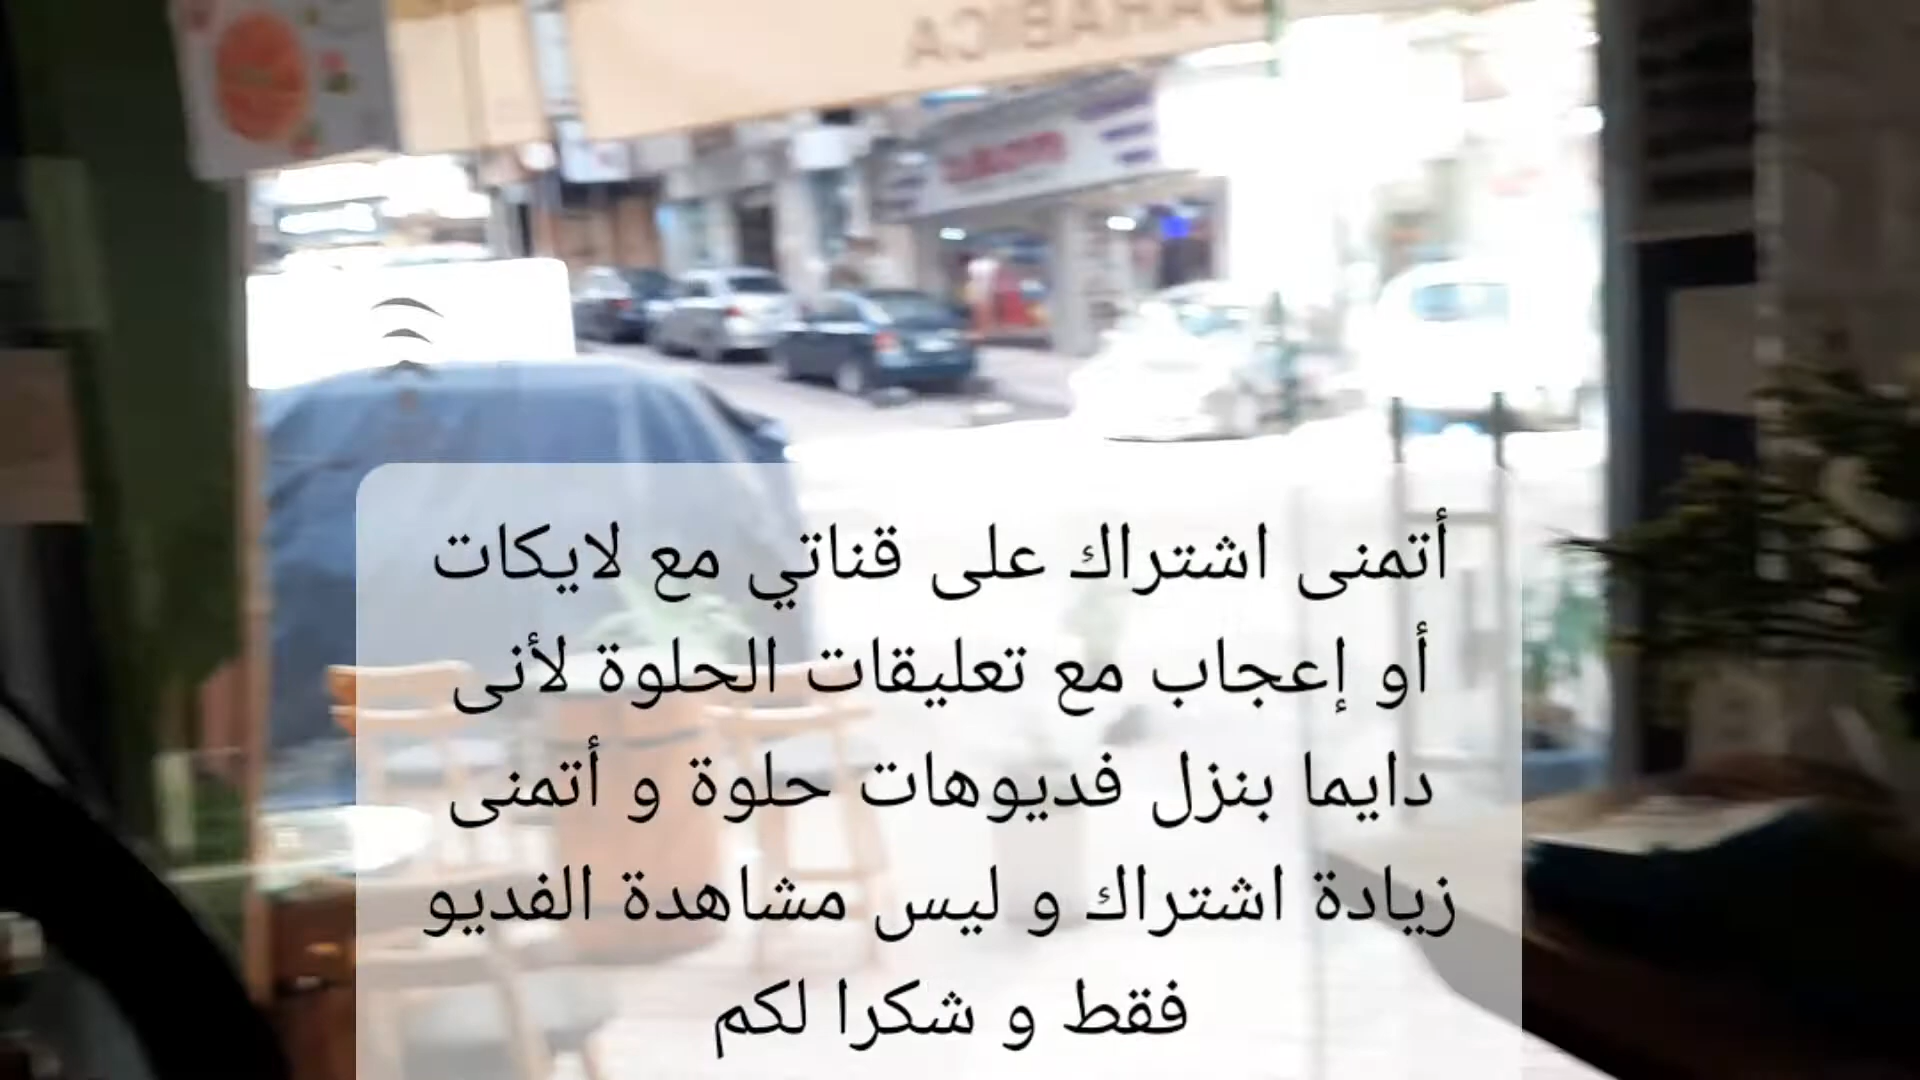 أتمنى اشتراك على قناتي مع لايكات
أو إعجاب مع تعليقات الحلوة لأنى
دايما بنزل فديوهات حلوة و أتمنى
زيادة اشتراك و ليس مشاهدة الفديو
فقط و شكرا لكم